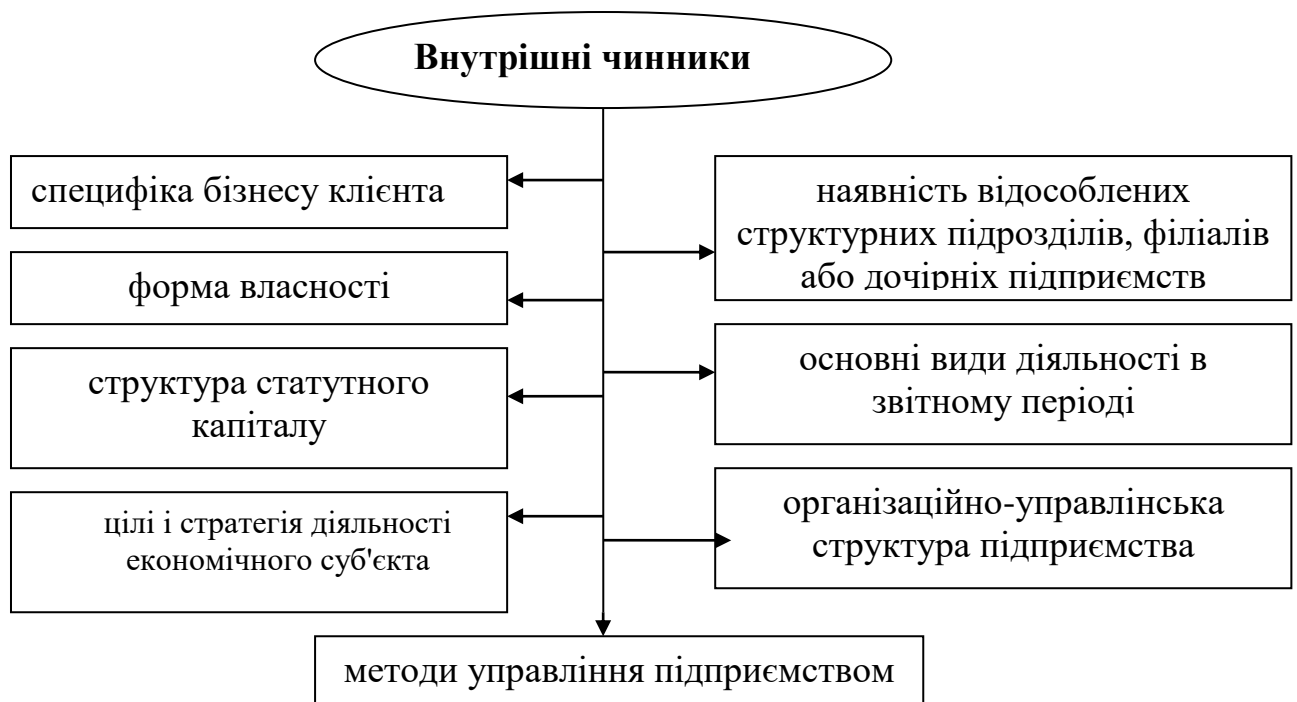 Внутрішні чинники
специфіка бізнесу клієнта
форма власності
структура статутного
капіталу
цілі і стратегія діяльності
економічного суб'єкта
наявність відособлених
структурних підрозділів, філіалів
або дочірніх підприємств
основні види діяльності в
звітному періоді
організаційно-управлінська
структура підприємства
методи управління підприємством